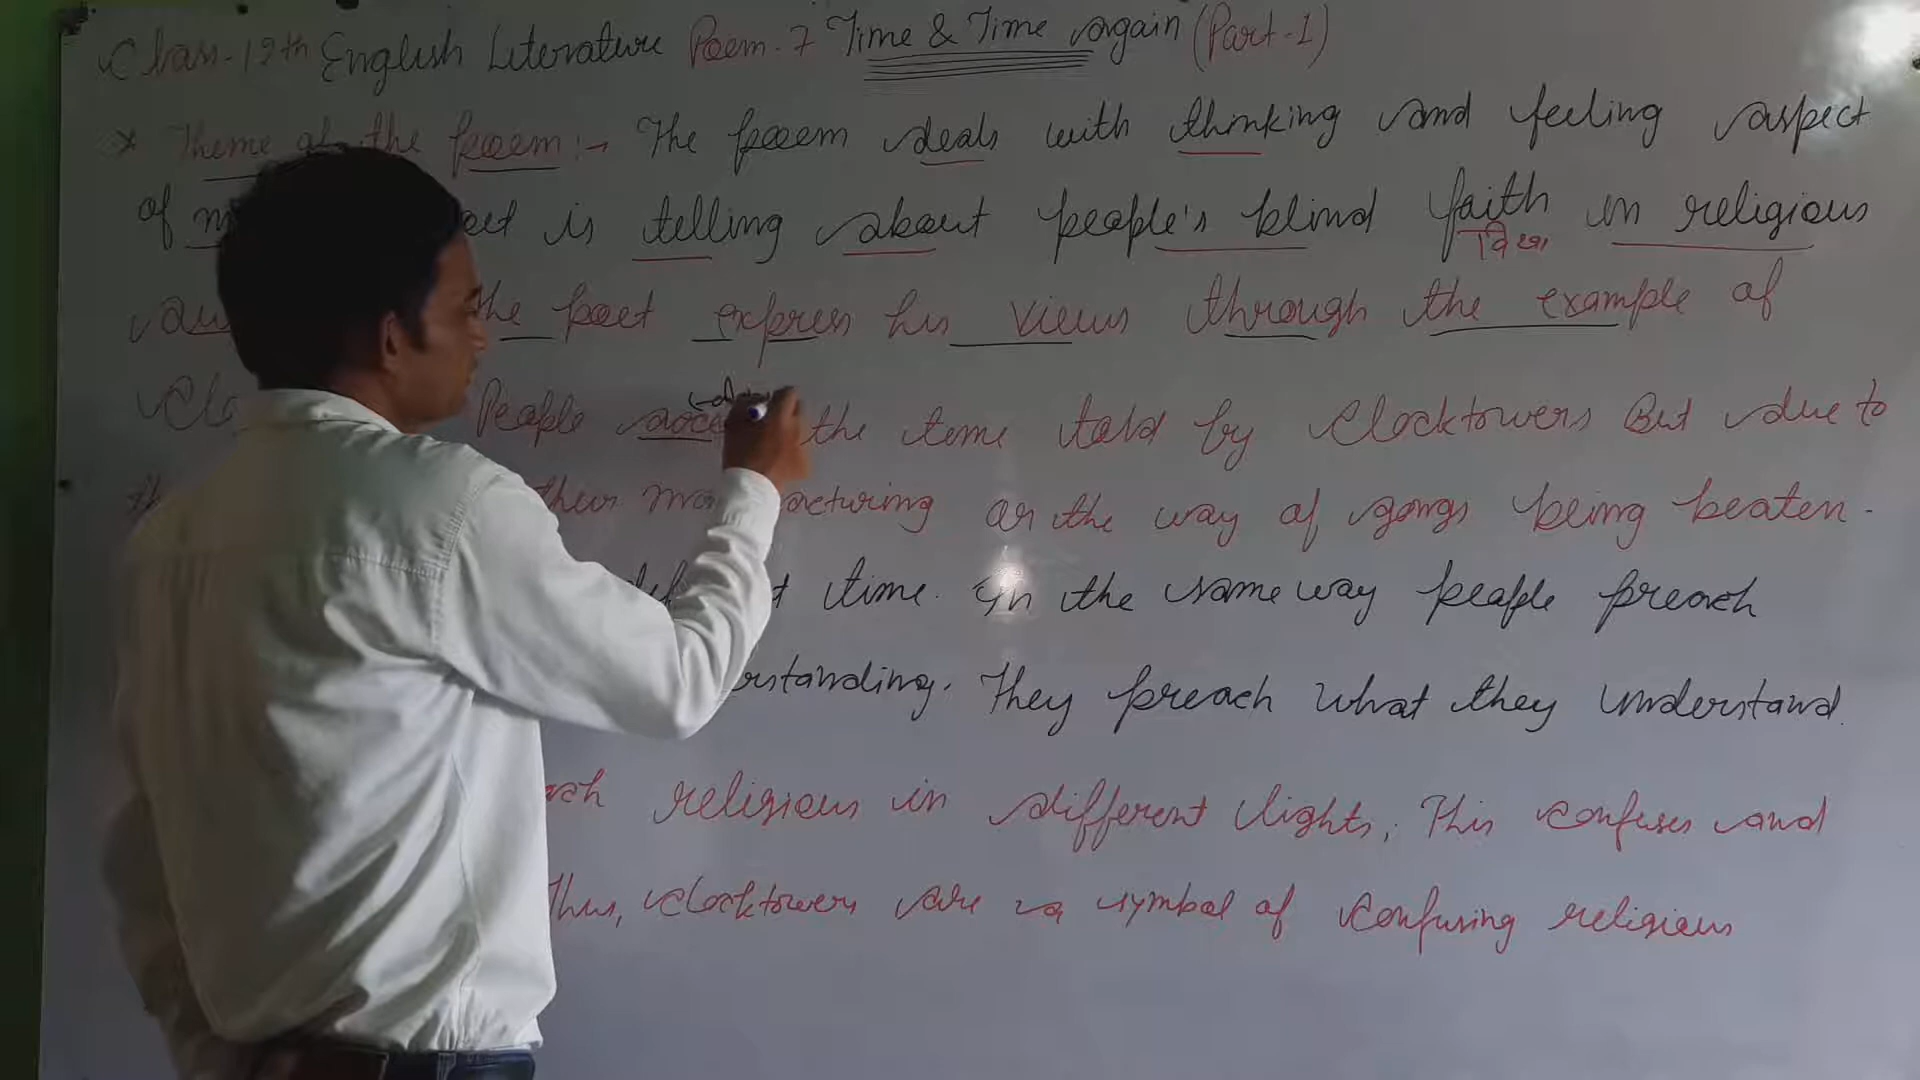 Class-12th English Literature Poem.7 Time & Time again (Part-1)
* Theme of the poem :→ The poem deals with thinking and feeling aspect
of is telling about people's blind faith in religious
the poet express his views through the example of
People the time told by Clocktowers But due to
their or the way of gongs being beaten.
time. In the same way people preach
They preach what they understand.
religious in different lights, This confuses and
Thus, clocktowers are a symbol of confusing religious